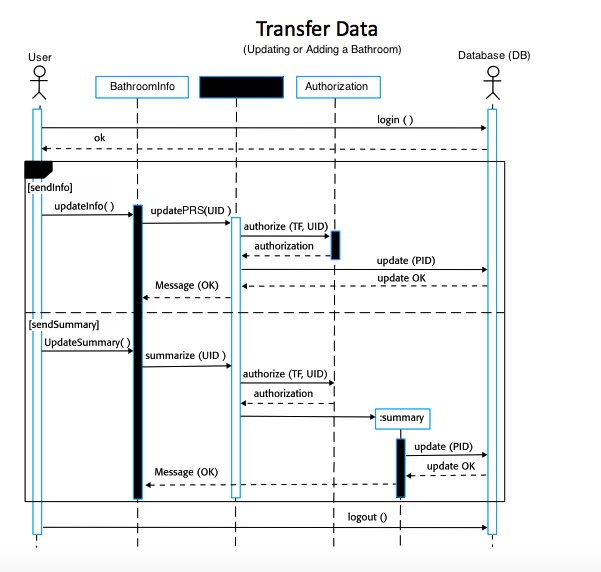 Transfer Data
(Updating or Adding a Bathroom)
User
Database (DB)
BathroomInfo
Authorization
login ( )
ok
[sendInfo]
updateInfo( )
updatePRS(UID )
authorize (TF, UID)
authorization
update (PID)
update OK
Message (OK)
[sendSummary]
UpdateSummary( )
summarize (UID )
authorize (TF, UID)
authorization
:summary
update (PID)
update OK
Message (OK)
logout ()